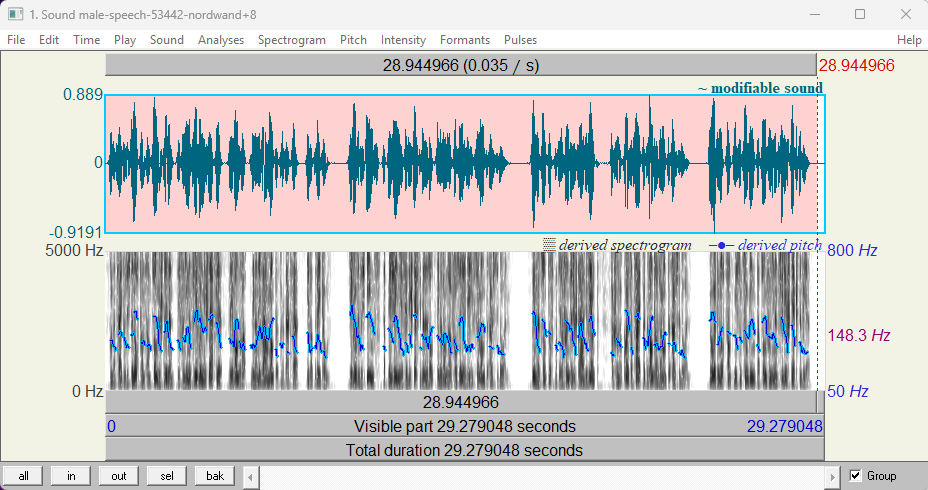 1. Sound male-speech-53442-nordwand+8
File Edit Time Play Sound Analyses Spectrogram Pitch Intensity Formants Pulses Help
28.944966 (0.035 / s) 28.944966
~ modifiable sound
0.889
0
-0.9191
derived spectrogram derived pitch
5000 Hz 800 Hz
148.3 Hz
0 Hz 50 Hz
28.944966
0 Visible part 29.279048 seconds 29.279048
Total duration 29.279048 seconds
all in out sel bak Group